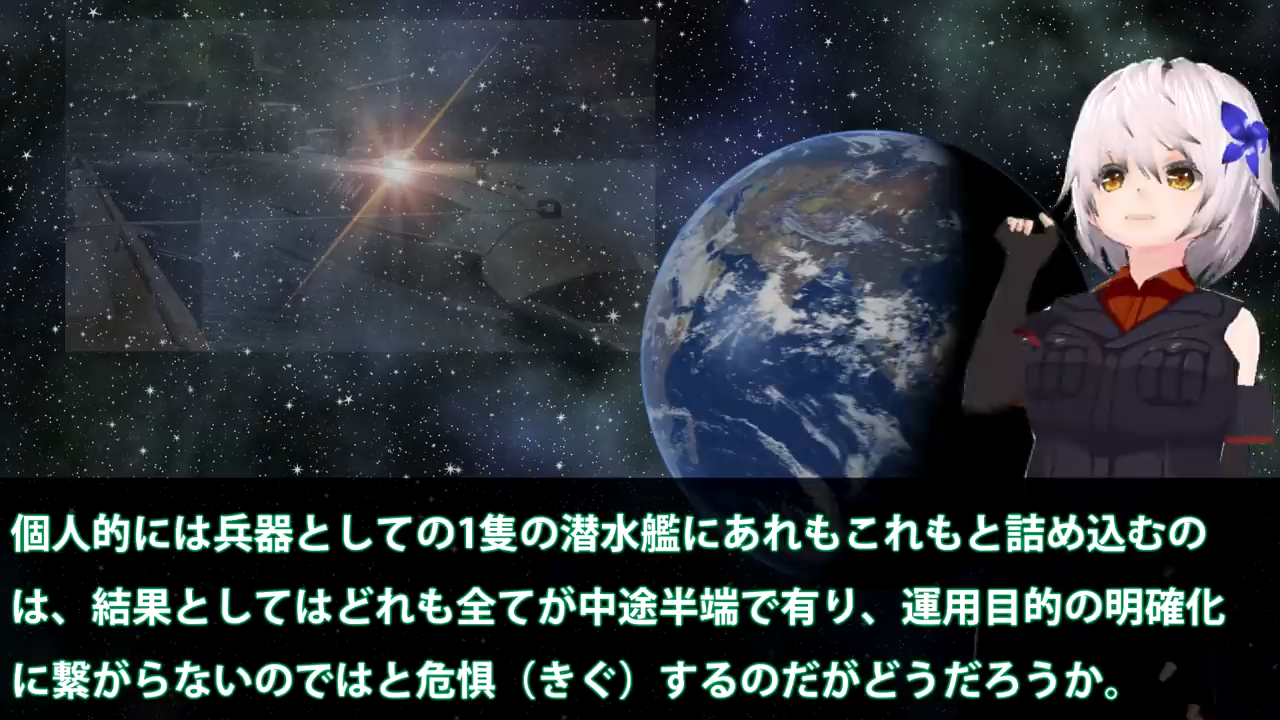 個人的には兵器としての1隻の潜水艦にあれもこれもと詰め込むの
は、結果としてはどれも全てが中途半端で有り、運用目的の明確化
に繋がらないのではと危惧（きぐ）するのだがどうだろうか。